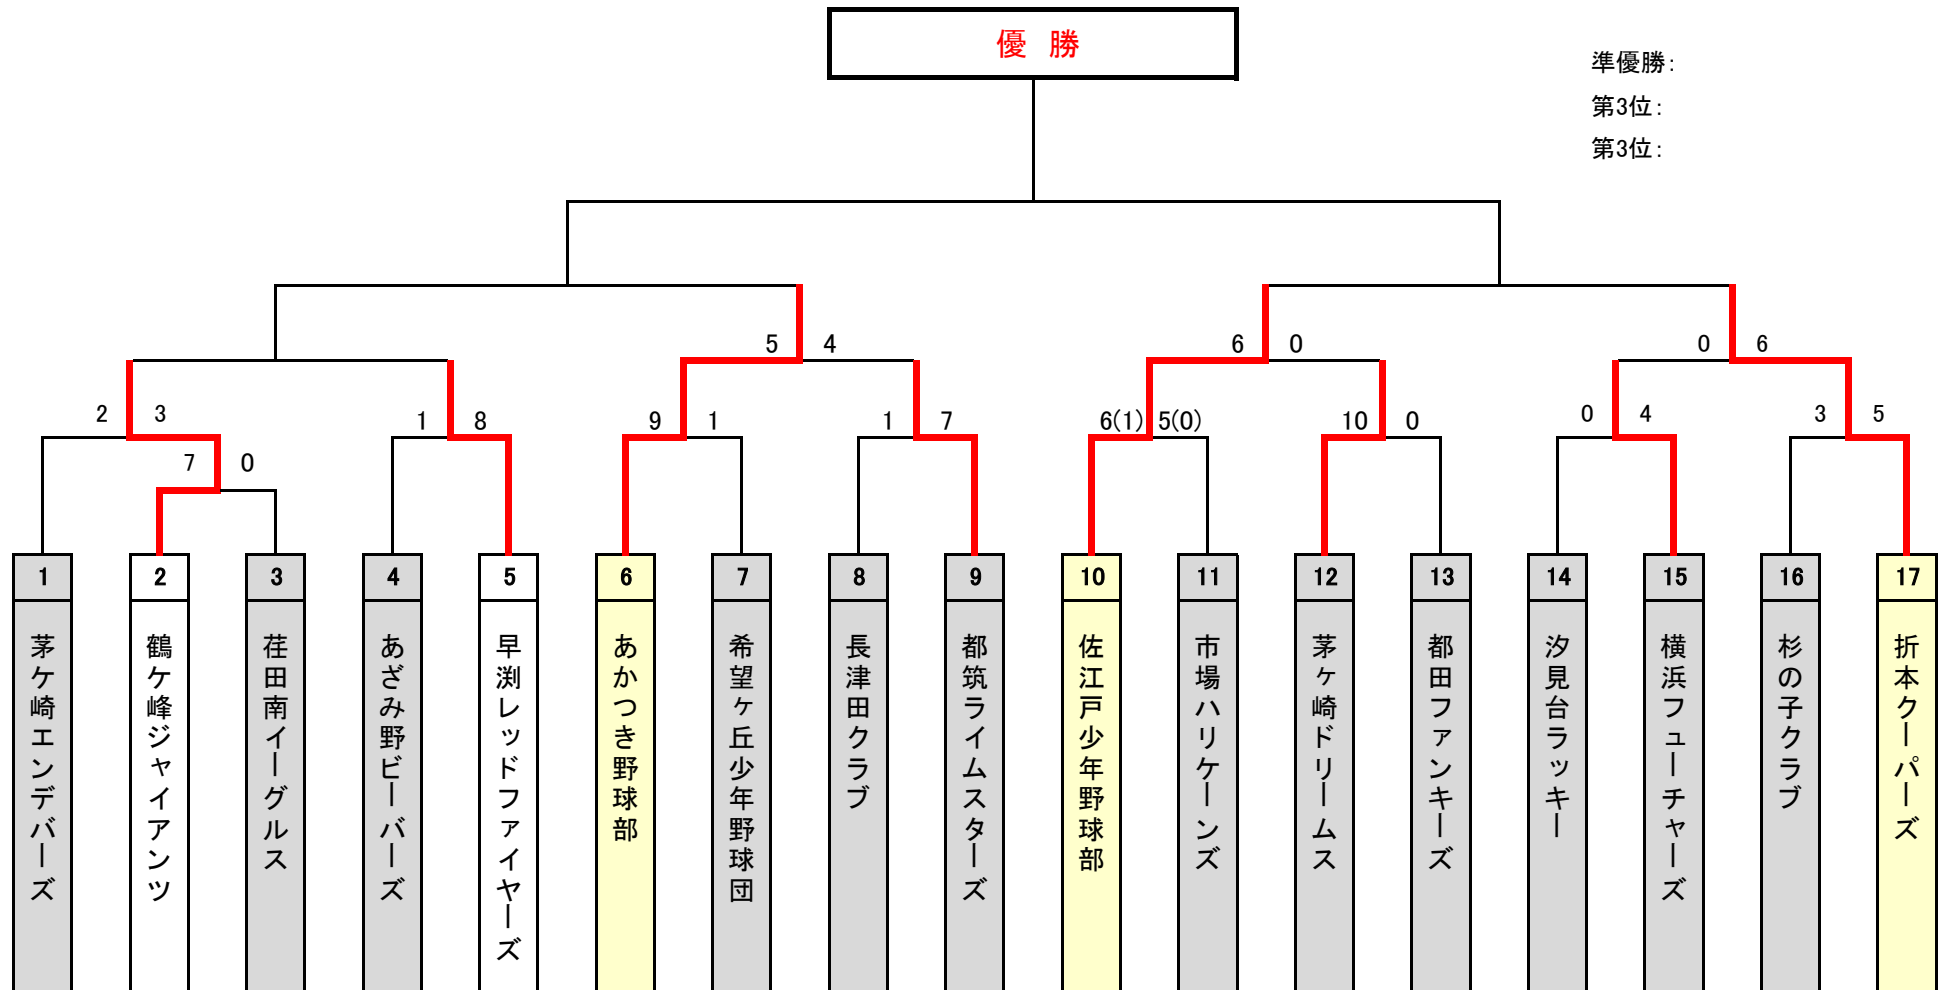 優 勝
準優勝:
第3位:
第3位:
5 4
6 0
0 6
2 3
1 8
9 1
1 7
6(1) 5(0)
10 0
0 4
3 5
7 0
1
2
3
4
5
6
7
8
9
10
11
12
13
14
15
16
17
茅ケ崎エンデバーズ
鶴ケ峰ジャイアンツ
荏田南イーグルス
あざみ野ビーバーズ
早渕レッドファイヤーズ
あかつき野球部
希望ヶ丘少年野球団
長津田クラブ
都筑ライムスターズ
佐江戸少年野球部
市場ハリケーンズ
茅ヶ崎ドリームス
都田ファンキーズ
汐見台ラッキー
横浜フューチャーズ
杉の子クラブ
折本クーパーズ